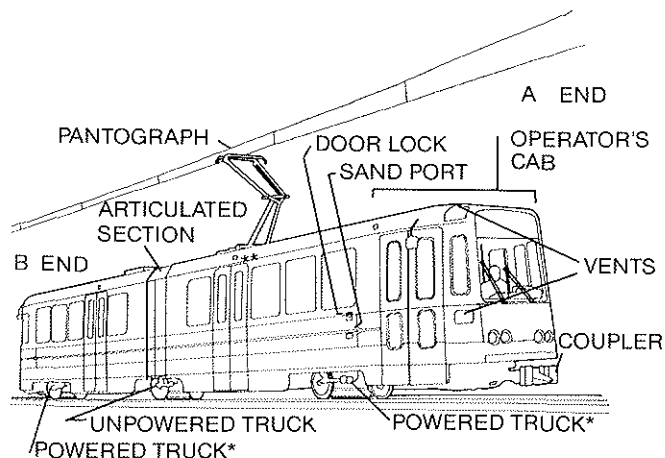 A END
PANTOGRAPH
DOOR LOCK
OPERATOR'S
CAB
SAND PORT
ARTICULATED
SECTION
B END
**
VENTS
COUPLER
UNPOWERED TRUCK
POWERED TRUCK*
POWERED TRUCK*